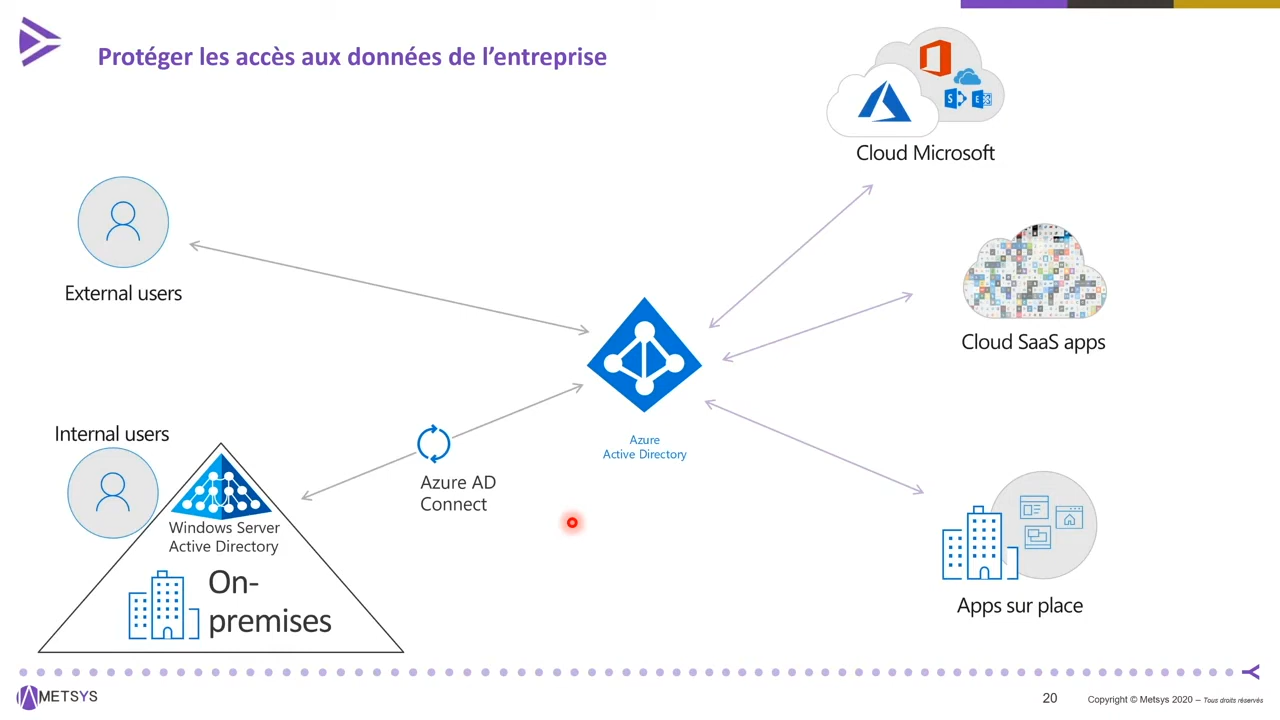 Protéger les accès aux données de l’entreprise
Cloud Microsoft
External users
Cloud SaaS apps
Internal users
Azure
Active Directory
Azure AD
Connect
Windows Server
Active Directory
On-
premises
Apps sur place
METSYS
20
Copyright © Metsys 2020 – Tous droits réservés